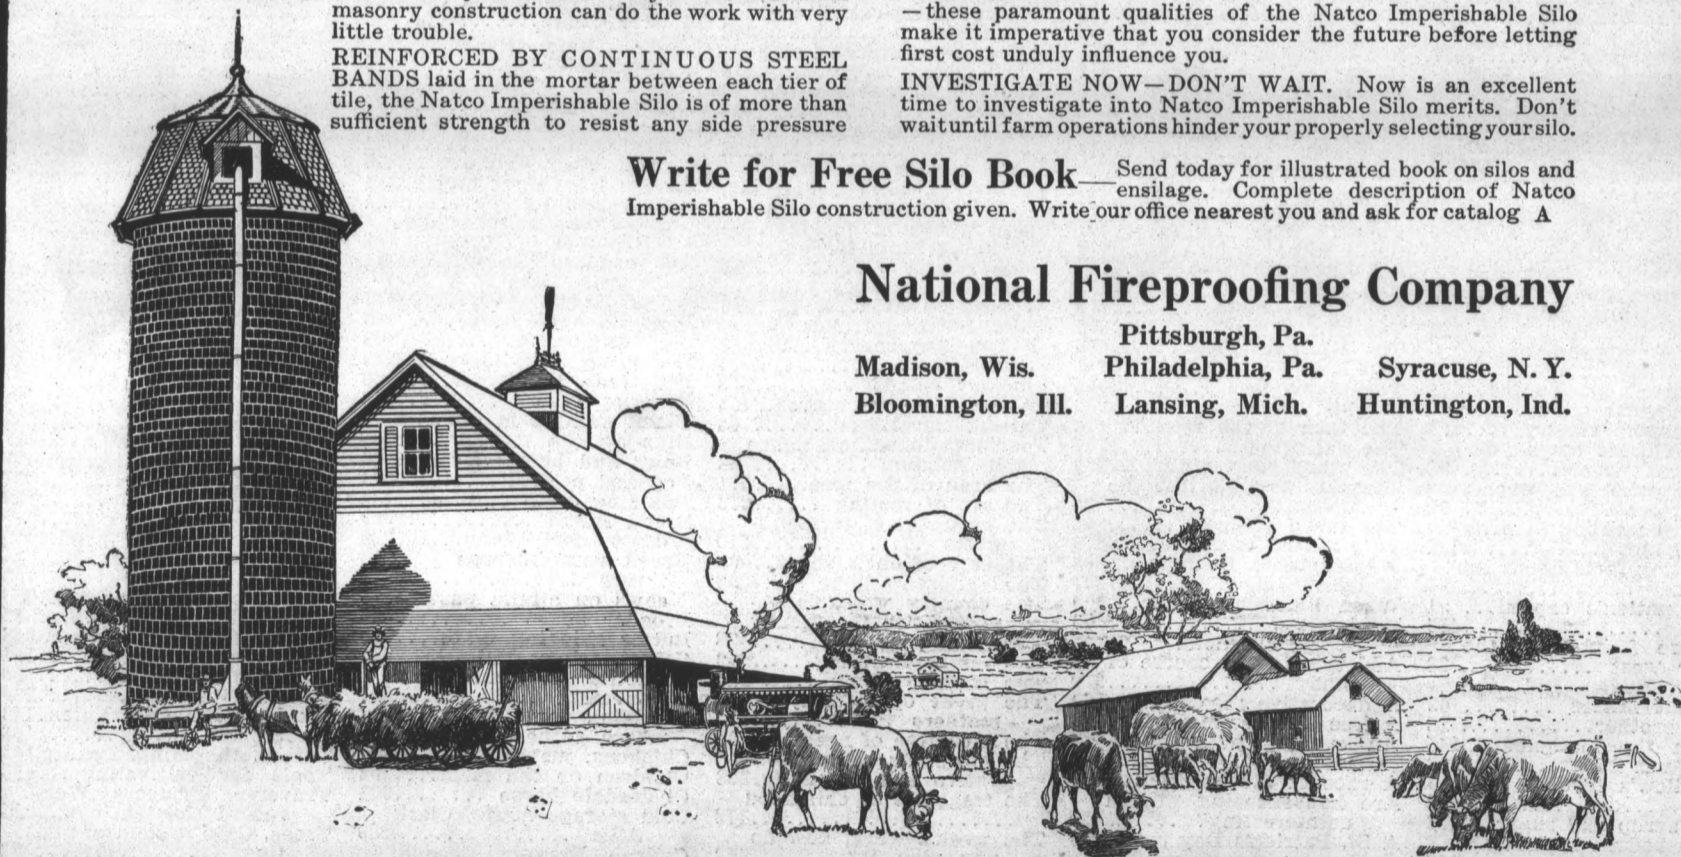 masonry construction can do the work with very
little trouble.
REINFORCED BY CONTINUOUS STEEL
BANDS laid in the mortar between each tier of
tile, the Natco Imperishable Silo is of more than
sufficient strength to resist any side pressure
—these paramount qualities of the Natco Imperishable Silo
make it imperative that you consider the future before letting
first cost unduly influence you.
INVESTIGATE NOW—DON'T WAIT. Now is an excellent
time to investigate into Natco Imperishable Silo merits. Don't
wait until farm operations hinder your properly selecting your silo.
Write for Free Silo Book—Send today for illustrated book on silos and
ensilage. Complete description of Natco
Imperishable Silo construction given. Write our office nearest you and ask for catalog A
National Fireproofing Company
Pittsburgh, Pa.
Madison, Wis. Philadelphia, Pa. Syracuse, N. Y.
Bloomington, Ill. Lansing, Mich. Huntington, Ind.